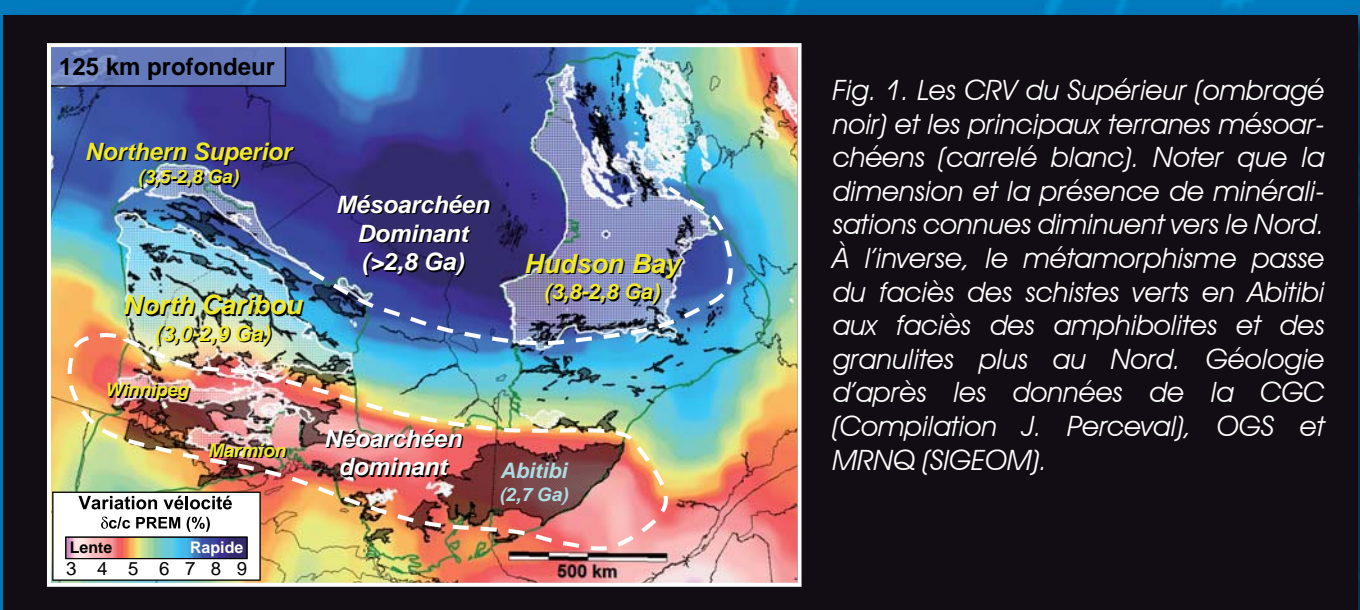 125 km profondeur
Northern Superior
(3,5-2,8 Ga)
Mésoarchéen
Dominant
(>2,8 Ga)
Hudson Bay
(3,8-2,8 Ga)
North Caribou
(3,0-2,9 Ga)
Winnipeg
Marmion
Néoarchéen
dominant
Abitibi
(2,7 Ga)
Variation vélocité
δc/c PREM (%)
Lente Rapide
3 4 5 6 7 8 9
500 km
Fig. 1. Les CRV du Supérieur (ombragé
noir) et les principaux terranes mésoar-
chéens (carrelé blanc). Noter que la
dimension et la présence de minérali-
sations connues diminuent vers le Nord.
À l'inverse, le métamorphisme passe
du faciès des schistes verts en Abitibi
aux faciès des amphibolites et des
granulites plus au Nord. Géologie
d'après les données de la CGC
(Compilation J. Perceval), OGS et
MRNQ (SIGEOM).